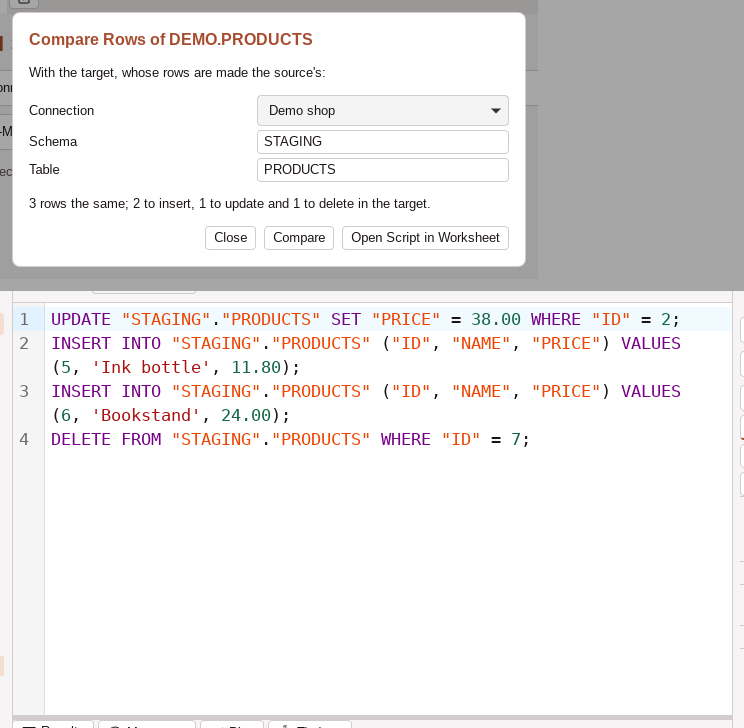 Compare Rows of DEMO.PRODUCTS
With the target, whose rows are made the source's:
Connection Demo shop
Schema STAGING
Table PRODUCTS
3 rows the same; 2 to insert, 1 to update and 1 to delete in the target.
Close Compare Open Script in Worksheet
1 UPDATE "STAGING"."PRODUCTS" SET "PRICE" = 38.00 WHERE "ID" = 2;
2 INSERT INTO "STAGING"."PRODUCTS" ("ID", "NAME", "PRICE") VALUES
(5, 'Ink bottle', 11.80);
3 INSERT INTO "STAGING"."PRODUCTS" ("ID", "NAME", "PRICE") VALUES
(6, 'Bookstand', 24.00);
4 DELETE FROM "STAGING"."PRODUCTS" WHERE "ID" = 7;